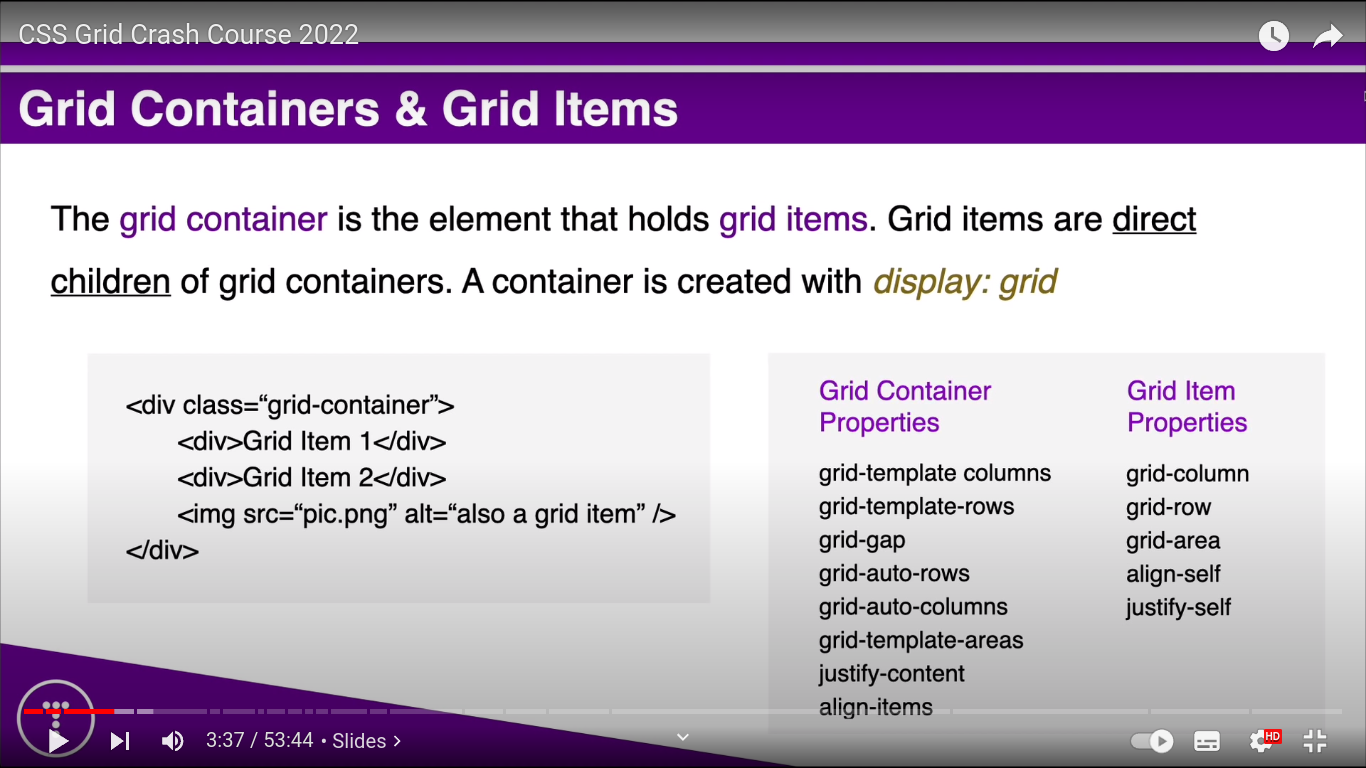 CSS Grid Crash Course 2022
Grid Containers & Grid Items
The grid container is the element that holds grid items. Grid items are direct
children of grid containers. A container is created with display: grid
<div class=“grid-container”>
<div>Grid Item 1</div>
<div>Grid Item 2</div>
<img src=“pic.png” alt=“also a grid item” />
</div>
Grid Container
Properties
grid-template columns
grid-template-rows
grid-gap
grid-auto-rows
grid-auto-columns
grid-template-areas
justify-content
align-items
Grid Item
Properties
grid-column
grid-row
grid-area
align-self
justify-self
3:37 / 53:44 • Slides >
HD